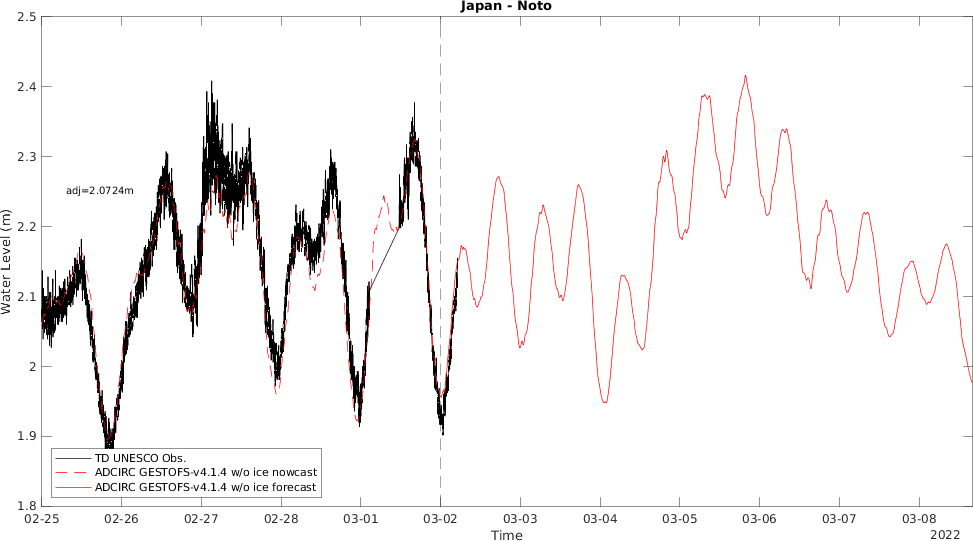 Japan - Noto
2.5
2.4
2.3
2.2
2.1
2
1.9
1.8
Water Level (m)
adj=2.0724m
TD UNESCO Obs.
ADCIRC GESTOFS-v4.1.4 w/o ice nowcast
ADCIRC GESTOFS-v4.1.4 w/o ice forecast
02-25 02-26 02-27 02-28 03-01 03-02 03-03 03-04 03-05 03-06 03-07 03-08
Time
2022